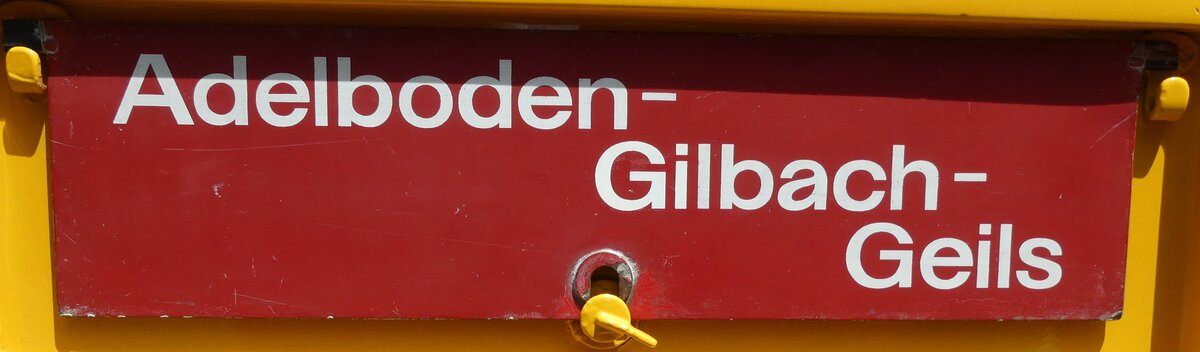 Adelboden-
Gilbach-
Geils